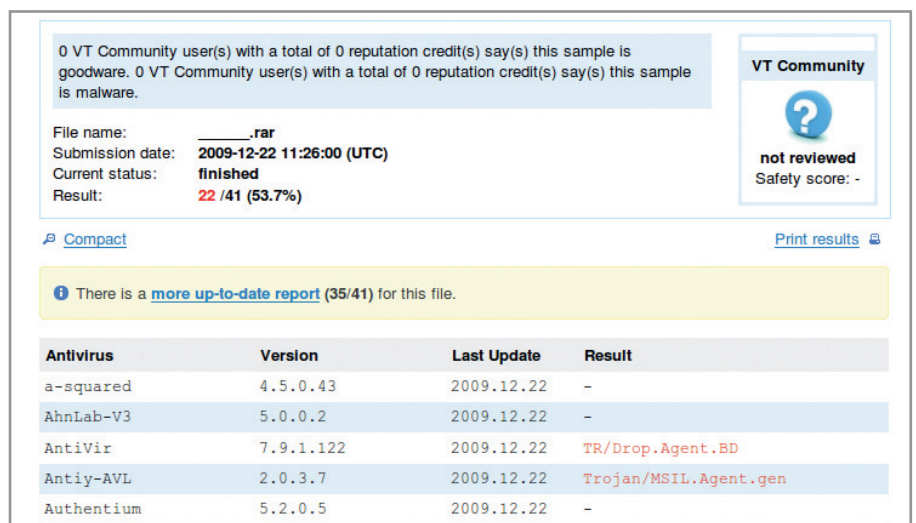 0 VT Community user(s) with a total of 0 reputation credit(s) say(s) this sample is
goodware. 0 VT Community user(s) with a total of 0 reputation credit(s) say(s) this sample
is malware.
VT Community
not reviewed
Safety score: -
File name: ______.rar
Submission date: 2009-12-22 11:26:00 (UTC)
Current status: finished
Result: 22 /41 (53.7%)
Compact
Print results
There is a more up-to-date report (35/41) for this file.
Antivirus Version Last Update Result
a-squared 4.5.0.43 2009.12.22 -
AhnLab-V3 5.0.0.2 2009.12.22 -
AntiVir 7.9.1.122 2009.12.22 TR/Drop.Agent.BD
Antiy-AVL 2.0.3.7 2009.12.22 Trojan/MSIL.Agent.gen
Authentium 5.2.0.5 2009.12.22 -